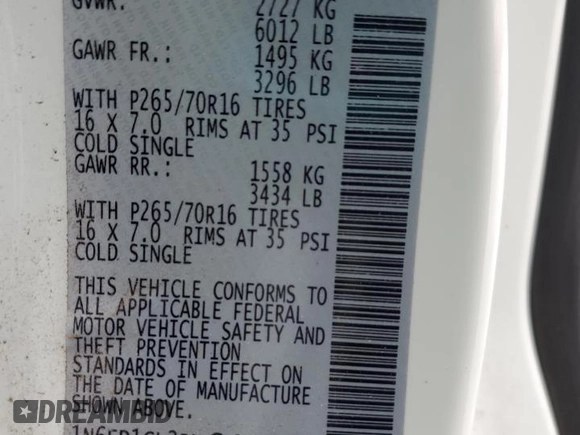 GVWR: 2727 KG
6012 LB
GAWR FR.: 1495 KG
3296 LB
WITH P265/70R16 TIRES
16 X 7.0 RIMS AT 35 PSI
COLD SINGLE
GAWR RR.: 1558 KG
3434 LB
WITH P265/70R16 TIRES
16 X 7.0 RIMS AT 35 PSI
COLD SINGLE
THIS VEHICLE CONFORMS TO
ALL APPLICABLE FEDERAL
MOTOR VEHICLE SAFETY AND
THEFT PREVENTION
STANDARDS IN EFFECT ON
THE DATE OF MANUFACTURE
SHOWN ABOVE.
DIDCARS.COM